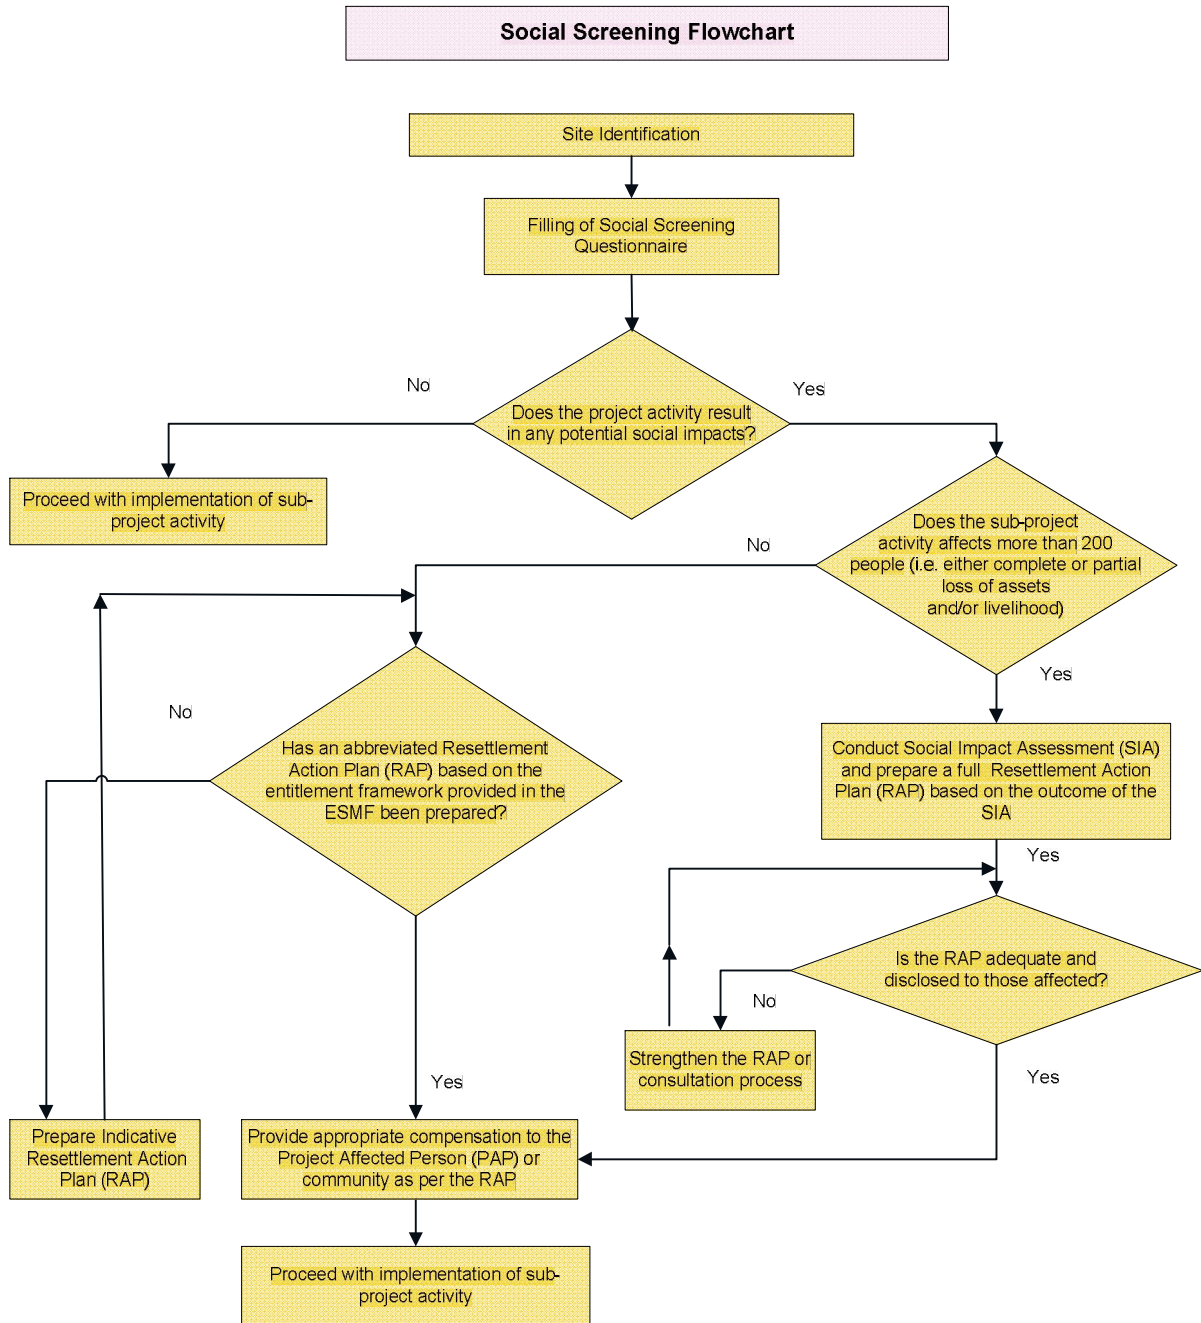 Social Screening Flowchart
Site Identification
Filling of Social Screening
Questionnaire
No
Yes
Does the project activity result
in any potential social impacts?
Proceed with implementation of sub-
project activity
Does the sub-project
activity affects more than 200
people (i.e. either complete or partial
loss of assets
and/or livelihood)
No
Yes
No
Has an abbreviated Resettlement
Action Plan (RAP) based on the
entitlement framework provided in the
ESMF been prepared?
Conduct Social Impact Assessment (SIA)
and prepare a full Resettlement Action
Plan (RAP) based on the outcome of the
SIA
Yes
Is the RAP adequate and
disclosed to those affected?
No
Strengthen the RAP or
consultation process
Yes
Yes
Prepare Indicative
Resettlement Action
Plan (RAP)
Provide appropriate compensation to the
Project Affected Person (PAP) or
community as per the RAP
Proceed with implementation of sub-
project activity